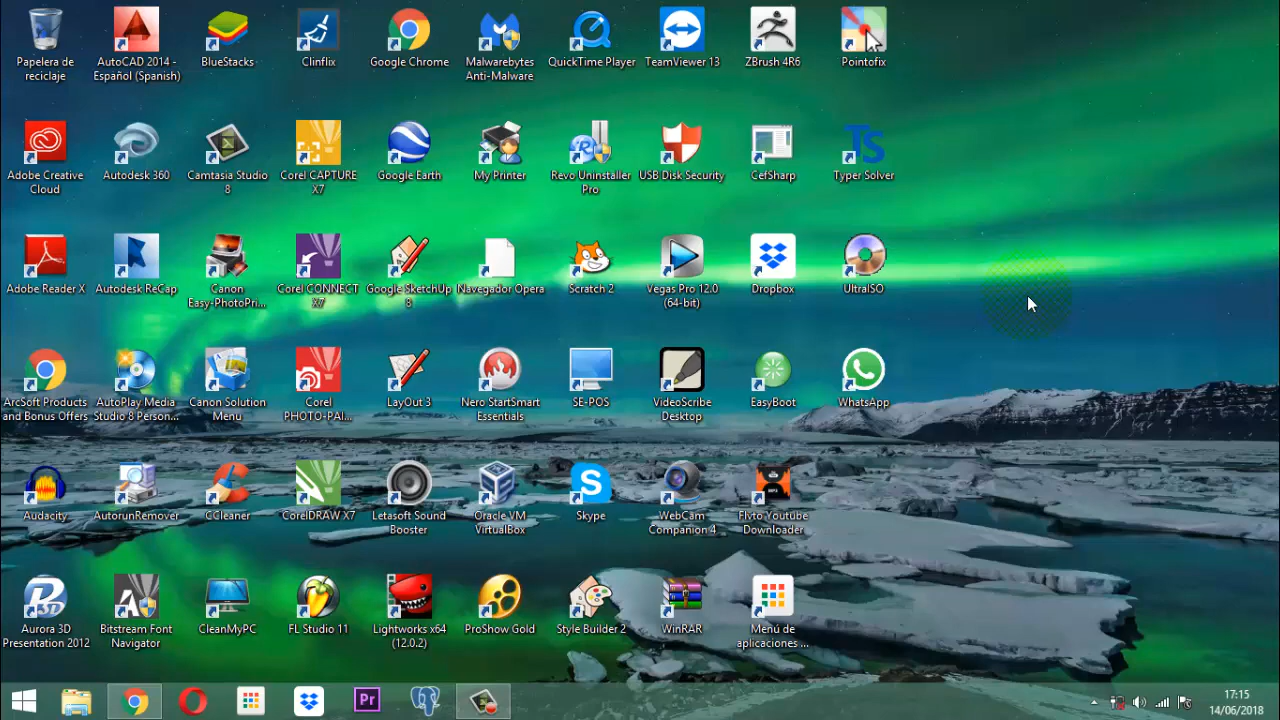 Papelera de
reciclaje
AutoCAD 2014 -
Español (Spanish)
BlueStacks
Clinflix
Google Chrome
Malwarebytes
Anti-Malware
QuickTime Player
TeamViewer 13
ZBrush 4R6
Pointofix
Adobe Creative
Cloud
Autodesk 360
Camtasia Studio
8
Corel CAPTURE
X7
Google Earth
My Printer
Revo Uninstaller
Pro
USB Disk Security
CefSharp
TS
Typer Solver
Adobe Reader X
Autodesk ReCap
Canon
Easy-PhotoPri...
Corel CONNECT
X7
Google SketchUp
8
Navegador Opera
Scratch 2
Vegas Pro 12.0
(64-bit)
Dropbox
UltraISO
ArcSoft Products
and Bonus Offers
AutoPlay Media
Studio 8 Person...
Canon Solution
Menu
Corel
PHOTO-PAI...
LayOut 3
Nero StartSmart
Essentials
SE-POS
VideoScribe
Desktop
EasyBoot
WhatsApp
Audacity
AutorunRemover
CCleaner
CorelDRAW X7
Letasoft Sound
Booster
Oracle VM
VirtualBox
Skype
WebCam
Companion 4
Flvto Youtube
Downloader
Aurora 3D
Presentation 2012
Bitstream Font
Navigator
CleanMyPC
FL Studio 11
Lightworks x64
(12.0.2)
ProShow Gold
Style Builder 2
WinRAR
Menú de
aplicaciones ...
Pr
17:15
14/06/2018